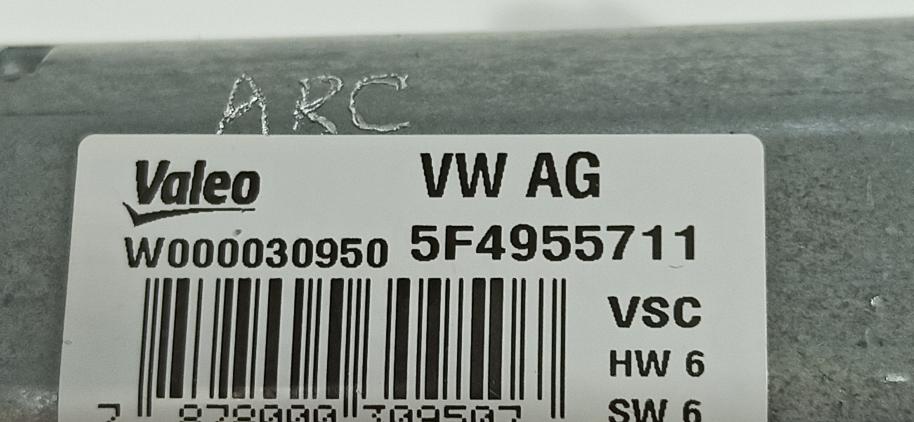 ARC
Valeo VW AG
W000030950 5F4955711
VSC
HW 6
SW 6